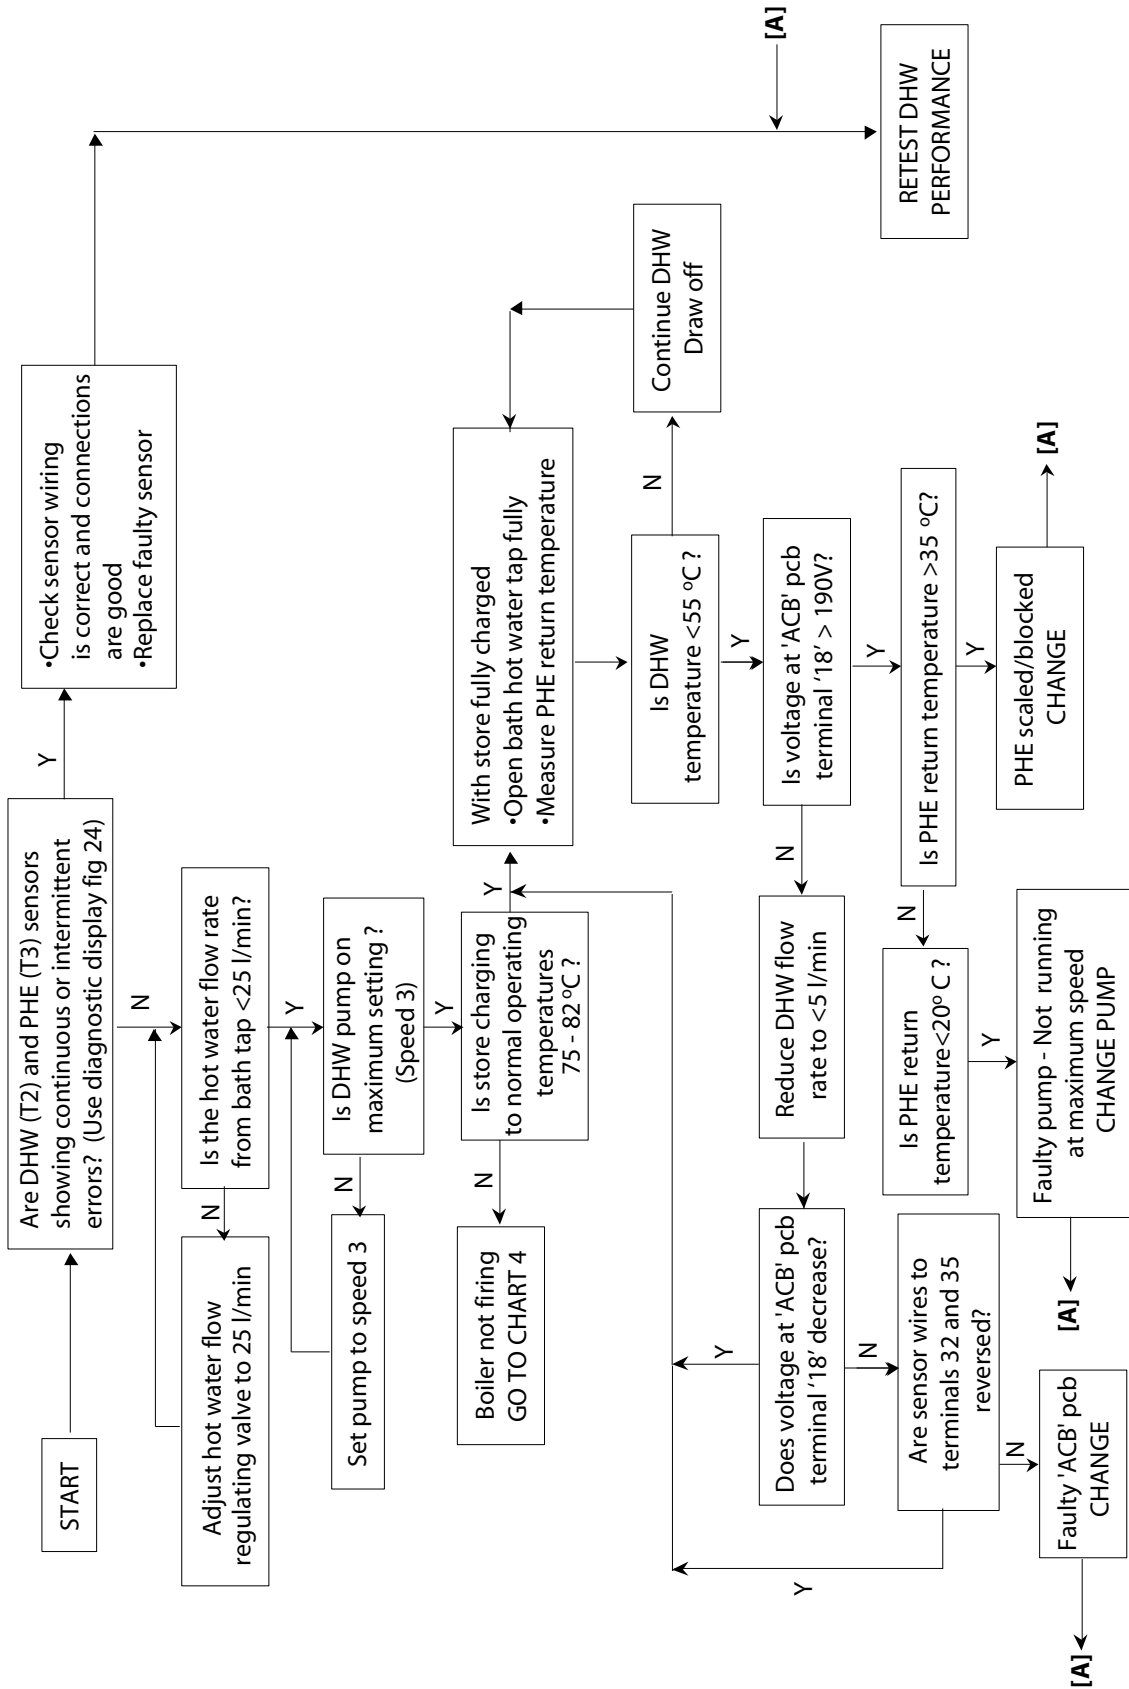 START
Are DHW (T2) and PHE (T3) sensors
showing continuous or intermittent
errors? (Use diagnostic display fig 24)
Y
•Check sensor wiring
is correct and connections
are good
•Replace faulty sensor
N
Adjust hot water flow
regulating valve to 25 l/min
N
Is the hot water flow rate
from bath tap <25 l/min?
Y
Set pump to speed 3
N
Is DHW pump on
maximum setting ?
(Speed 3)
Y
Boiler not firing
GO TO CHART 4
N
Is store charging
to normal operating
temperatures
75 - 82 ºC ?
Y
With store fully charged
•Open bath hot water tap fully
•Measure PHE return temperature
Is DHW
temperature <55 ºC ?
N
Continue DHW
Draw off
Y
Is voltage at 'ACB' pcb
terminal ‘18’ > 190V?
N
Reduce DHW flow
rate to <5 l/min
Does voltage at 'ACB' pcb
terminal ‘18’ decrease?
Y
N
Are sensor wires to
terminals 32 and 35
reversed?
Y
N
Faulty 'ACB' pcb
CHANGE
[A]
Y
Is PHE return temperature >35 ºC?
N
Is PHE return
temperature<20º C ?
Y
Faulty pump - Not running
at maximum speed
CHANGE PUMP
[A]
Y
PHE scaled/blocked
CHANGE
[A]
[A]
RETEST DHW
PERFORMANCE